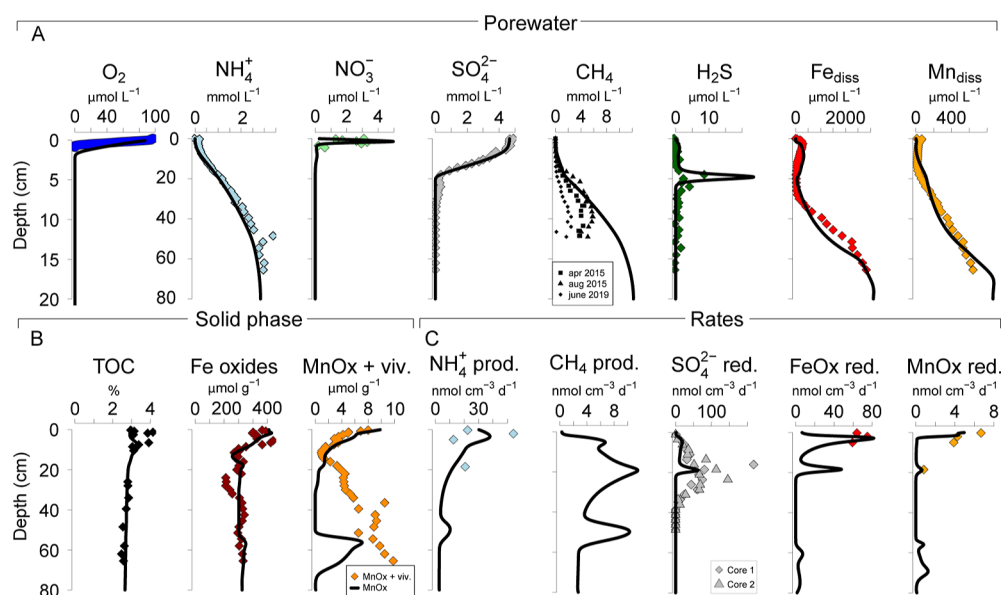 Porewater
A
O₂ NH₄⁺ NO₃⁻ SO₄²⁻ CH₄ H₂S Fe_diss Mn_diss
µmol L⁻¹ mmol L⁻¹ µmol L⁻¹ mmol L⁻¹ mmol L⁻¹ µmol L⁻¹ µmol L⁻¹ µmol L⁻¹
0 40 100 0 2 0 2 4 0 2 4 0 4 8 0 10 0 2000 0 400
Depth (cm)
0 5 10 15 20
0 20 40 60 80
apr 2015
aug 2015
june 2019
Solid phase Rates
B C
TOC Fe oxides MnOx + viv. NH₄⁺ prod. CH₄ prod. SO₄²⁻ red. FeOx red. MnOx red.
% µmol g⁻¹ µmol g⁻¹ nmol cm⁻³ d⁻¹ nmol cm⁻³ d⁻¹ nmol cm⁻³ d⁻¹ nmol cm⁻³ d⁻¹ nmol cm⁻³ d⁻¹
0 1 2 4 0 200 400 0 4 8 10 0 30 0 4 8 0 100 0 40 80 0 4 8
Depth (cm)
0 20 40 60 80
MnOx + viv.
MnOx
Core 1
Core 2